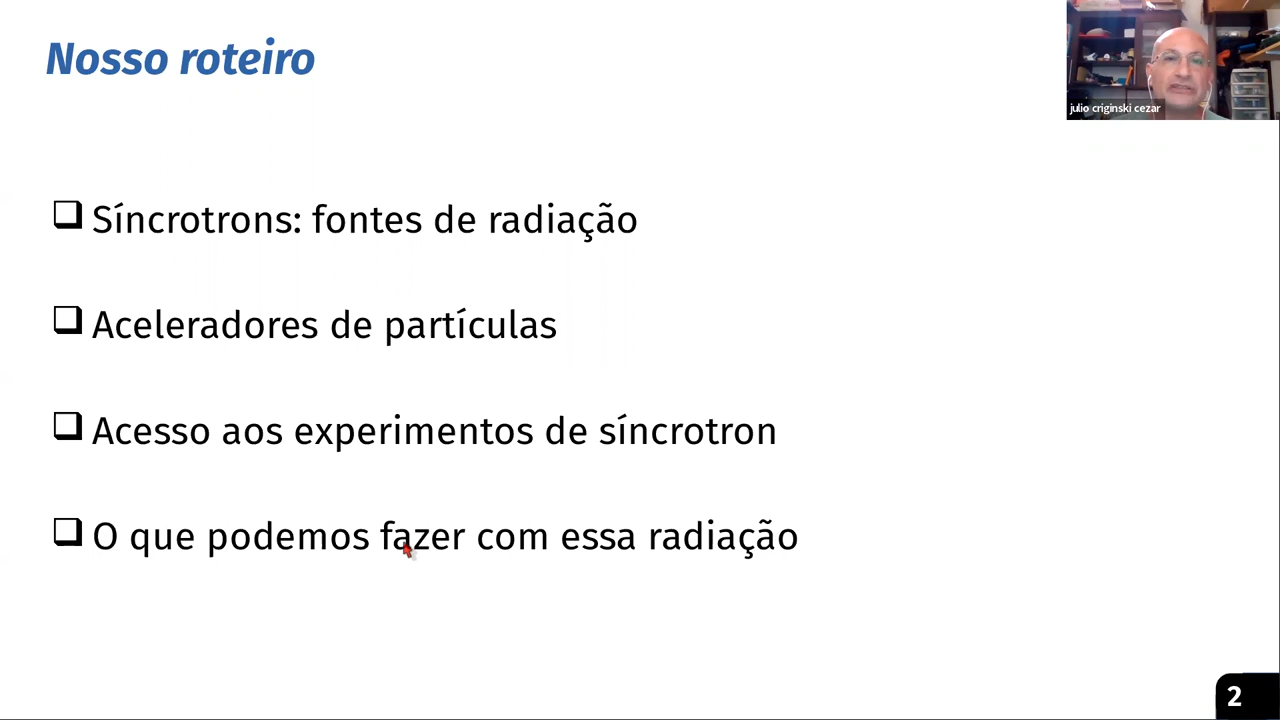 Nosso roteiro
julio criginski cezar
Síncrotrons: fontes de radiação
Aceleradores de partículas
Acesso aos experimentos de síncrotron
O que podemos fazer com essa radiação
2